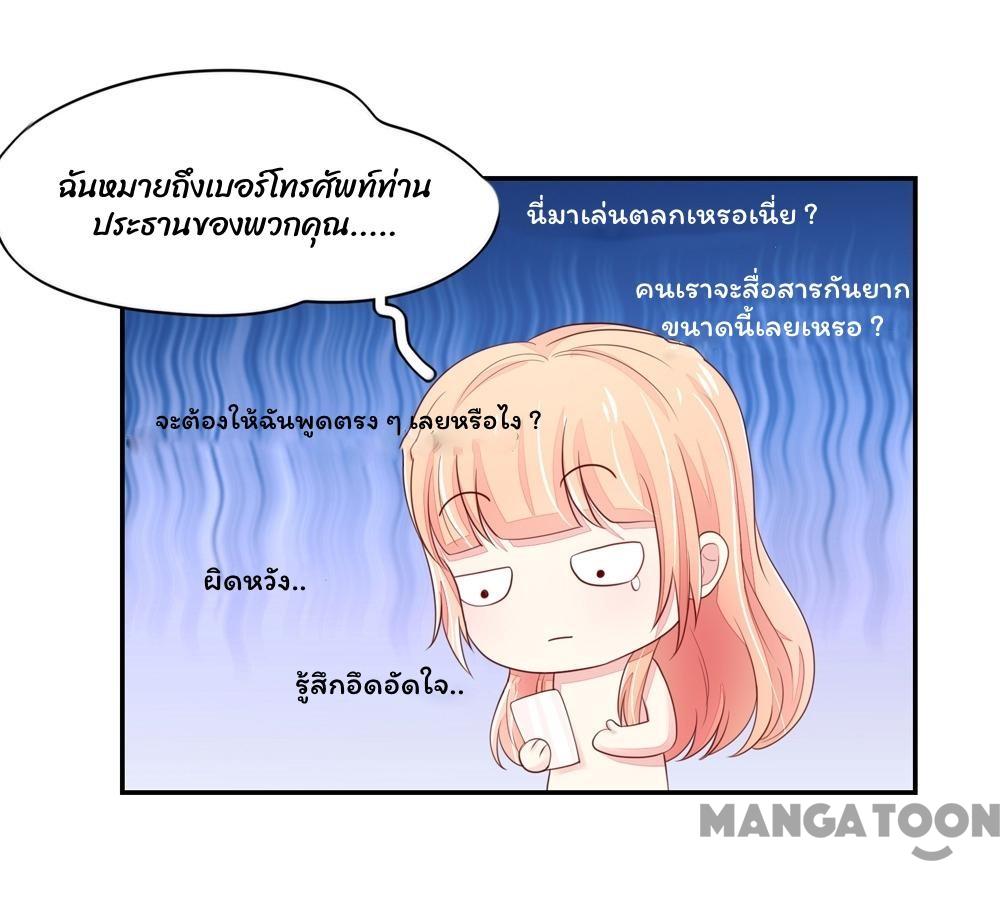 ฉันหมายถึงเบอร์โทรศัพท์ท่าน
ประธานของพวกคุณ.....
นี่มาเล่นตลกเหรอเนี่ย ?
คนเราจะสื่อสารกันยาก
ขนาดนี้เลยเหรอ ?
จะต้องให้ฉันพูดตรง ๆ เลยหรือไง ?
ผิดหวัง..
รู้สึกอึดอัดใจ..
MANGATOON